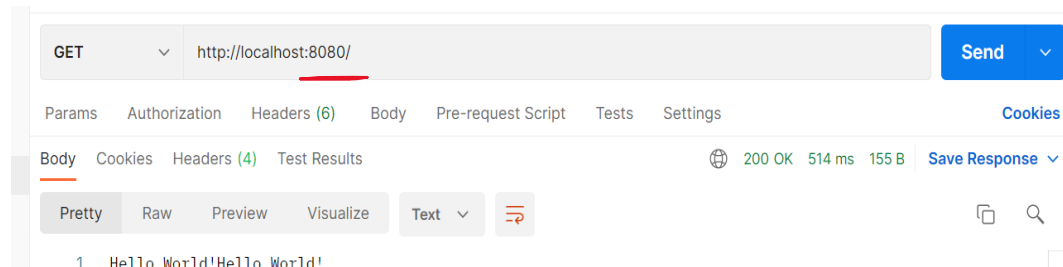 GET http://localhost:8080/ Send
Params Authorization Headers (6) Body Pre-request Script Tests Settings Cookies
Body Cookies Headers (4) Test Results 200 OK 514 ms 155 B Save Response
Pretty Raw Preview Visualize Text
1 Hello World!Hello World!